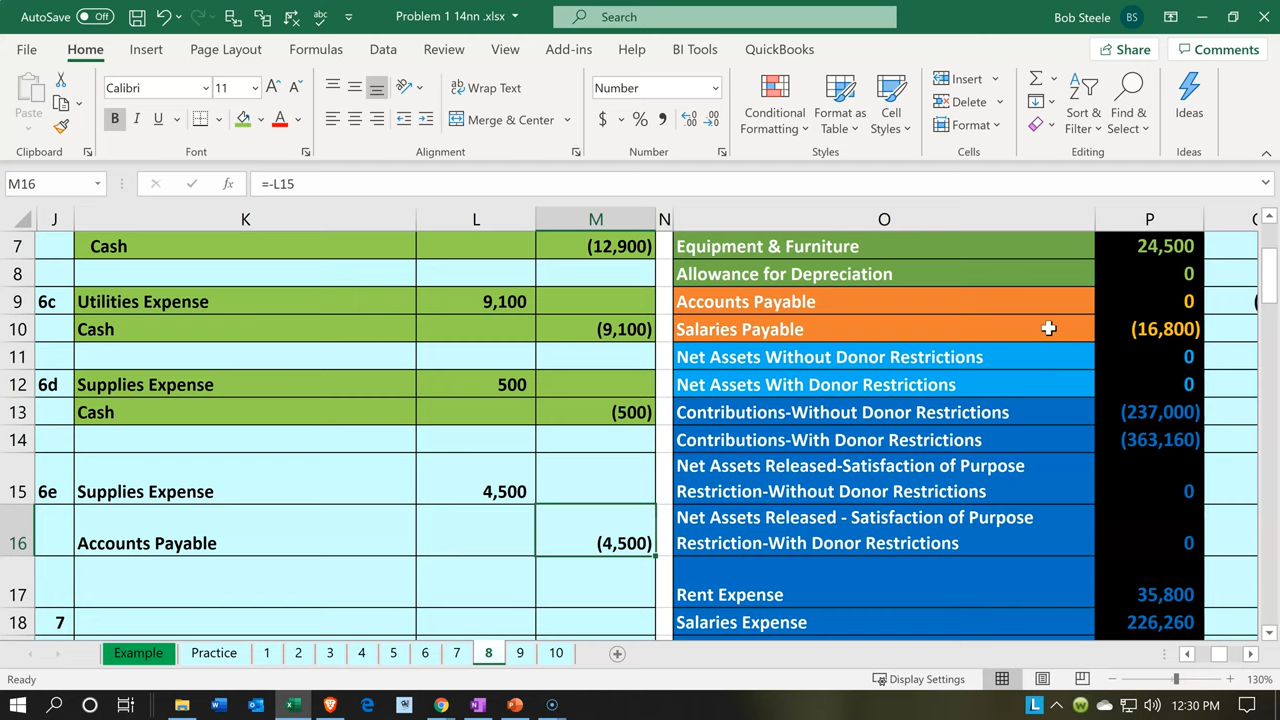 AutoSave Off Problem 1 14nn .xlsx Search Bob Steele BS
File Home Insert Page Layout Formulas Data Review View Add-ins Help BI Tools QuickBooks Share Comments
Calibri 11 Wrap Text Number Insert
Paste B I U Merge & Center $ % Conditional Formatting Format as Table Cell Styles Delete Sort & Filter Find & Select Ideas
Format
Clipboard Font Alignment Number Styles Cells Editing Ideas
M16 fx =-L15
J K L M N O P
7 Cash (12,900) Equipment & Furniture 24,500
8 Allowance for Depreciation 0
9 6c Utilities Expense 9,100 Accounts Payable 0
10 Cash (9,100) Salaries Payable (16,800)
11 Net Assets Without Donor Restrictions 0
12 6d Supplies Expense 500 Net Assets With Donor Restrictions 0
13 Cash (500) Contributions-Without Donor Restrictions (237,000)
14 Contributions-With Donor Restrictions (363,160)
Net Assets Released-Satisfaction of Purpose
15 6e Supplies Expense 4,500 Restriction-Without Donor Restrictions 0
Net Assets Released - Satisfaction of Purpose
16 Accounts Payable (4,500) Restriction-With Donor Restrictions 0
17 Rent Expense 35,800
18 7 Salaries Expense 226,260
Example Practice 1 2 3 4 5 6 7 8 9 10
Ready Display Settings 130%
12:30 PM